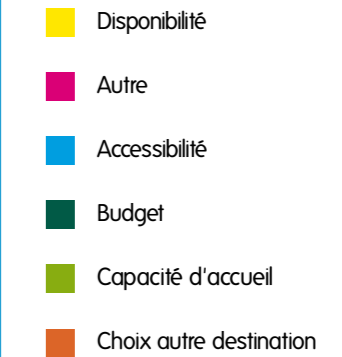 Disponibilité
Autre
Accessibilité
Budget
Capacité d'accueil
Choix autre destination